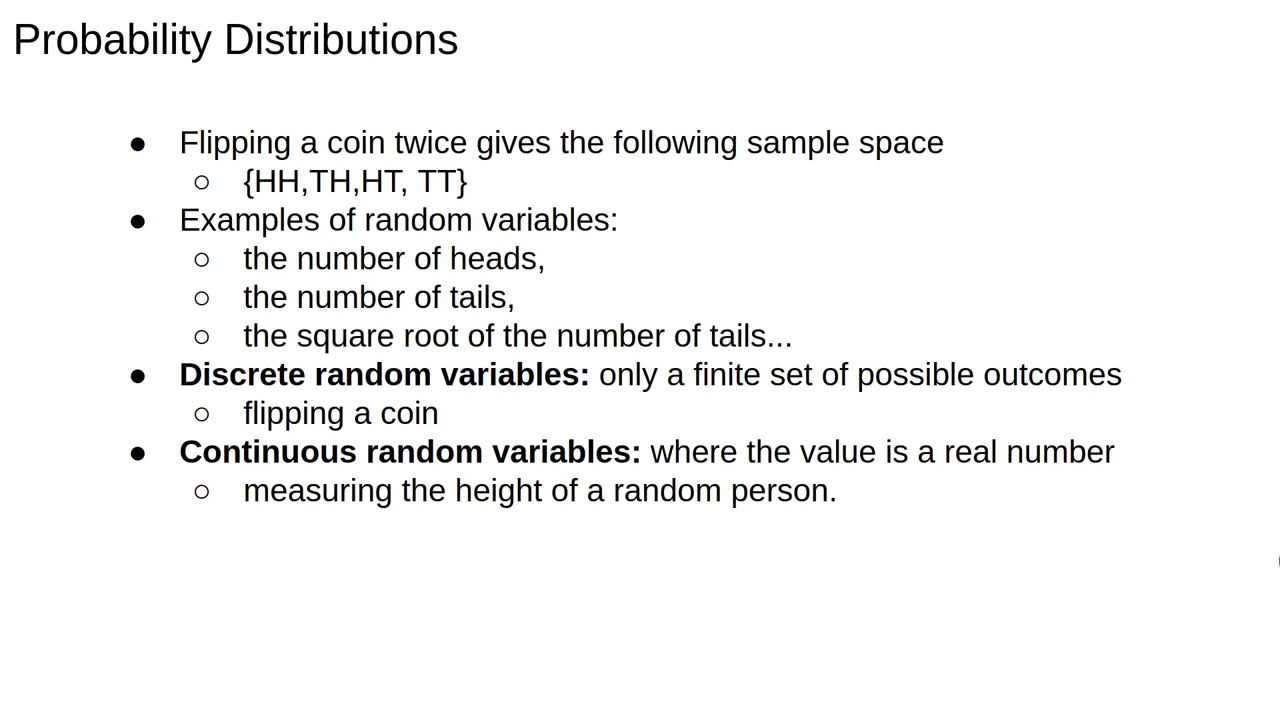 Probability Distributions
● Flipping a coin twice gives the following sample space
○ {HH,TH,HT, TT}
● Examples of random variables:
○ the number of heads,
○ the number of tails,
○ the square root of the number of tails...
● Discrete random variables: only a finite set of possible outcomes
○ flipping a coin
● Continuous random variables: where the value is a real number
○ measuring the height of a random person.